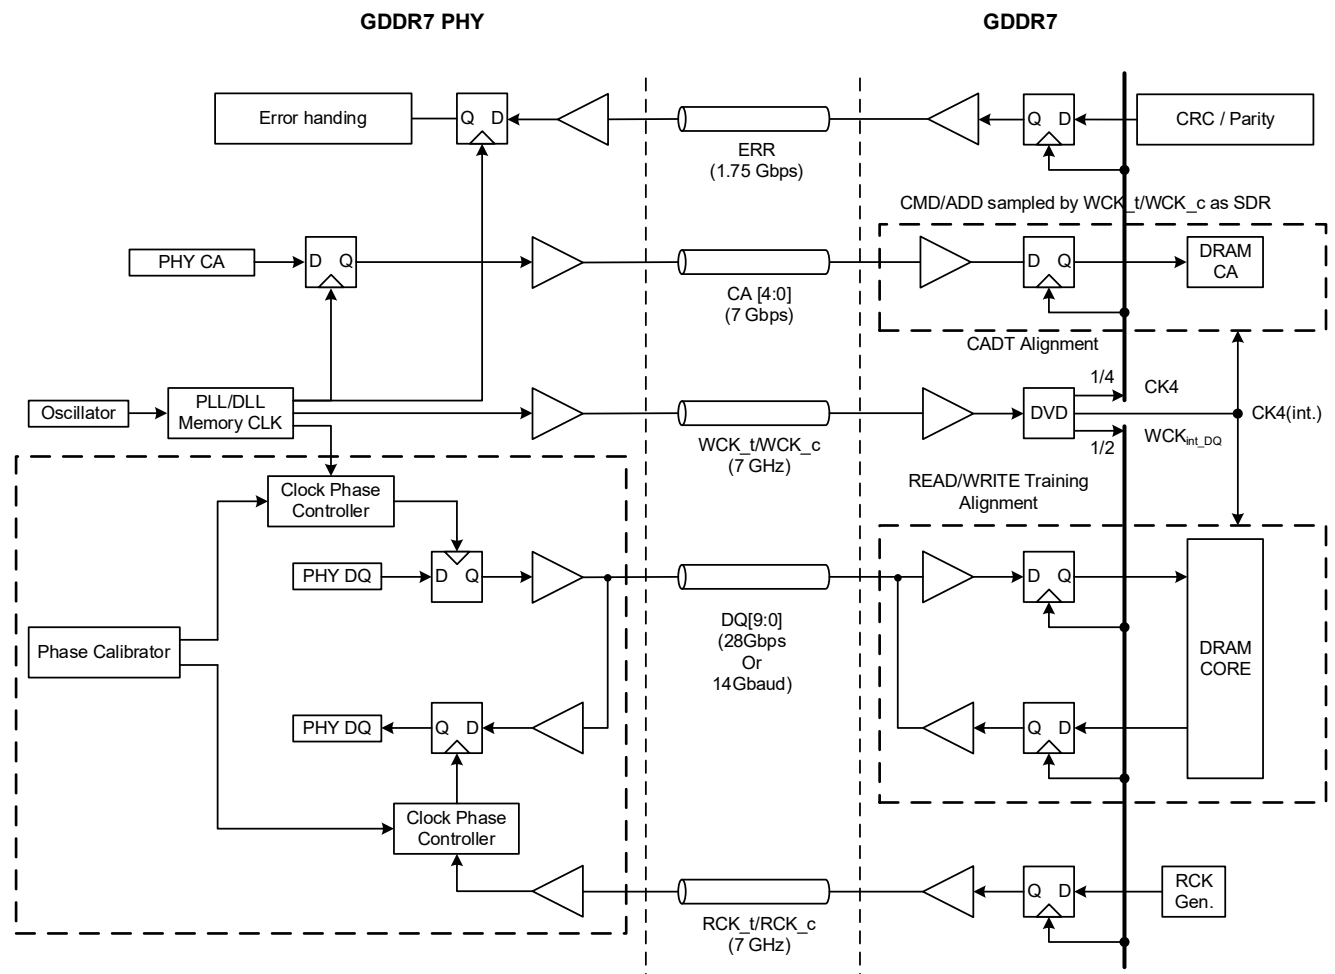 GDDR7 PHY
GDDR7
Error handing
Q D
ERR
(1.75 Gbps)
Q D
CRC / Parity
CMD/ADD sampled by WCK_t/WCK_c as SDR
PHY CA
D Q
CA [4:0]
(7 Gbps)
D Q
DRAM
CA
CADT Alignment
Oscillator
PLL/DLL
Memory CLK
WCK_t/WCK_c
(7 GHz)
DVD
1/4
CK4
CK4(int.)
WCKint_DQ
1/2
READ/WRITE Training
Alignment
Clock Phase
Controller
PHY DQ
D Q
DQ[9:0]
(28Gbps
Or
14Gbaud)
D Q
DRAM
CORE
Phase Calibrator
PHY DQ
Q D
Q D
Clock Phase
Controller
RCK_t/RCK_c
(7 GHz)
Q D
RCK
Gen.